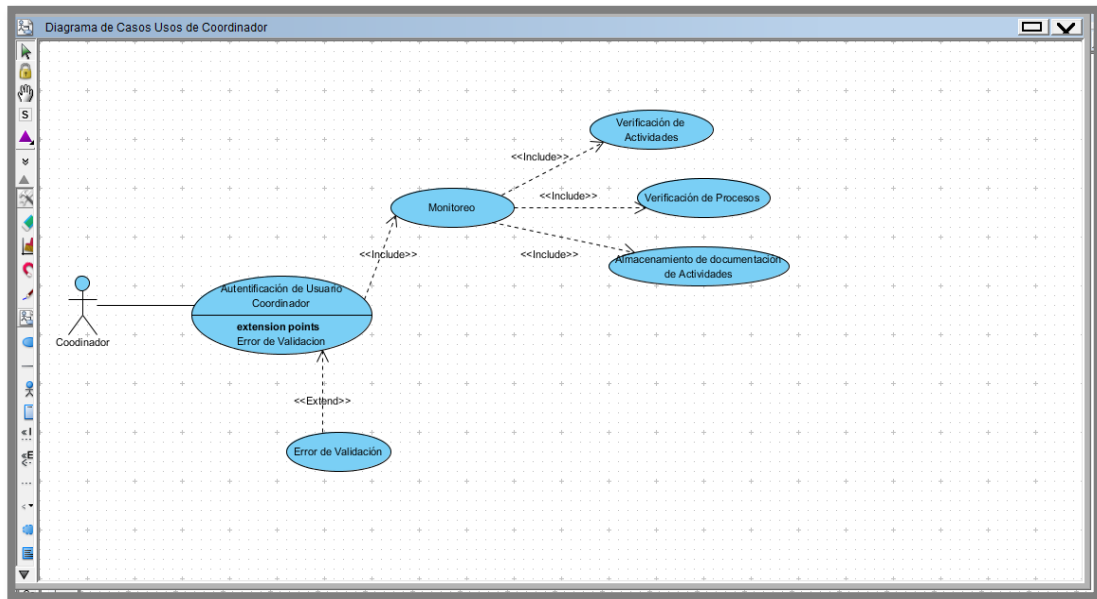 Diagrama de Casos Usos de Coordinador
S
Verificación de
Actividades
<<Include>>
<<Include>>
Verificación de Procesos
Monitoreo
<<Include>>
<<Include>>
Almacenamiento de documentación
de Actividades
Autentificación de Usuario
Coordinador
extension points
Error de Validacion
Coodinador
<<Extend>>
Error de Validación